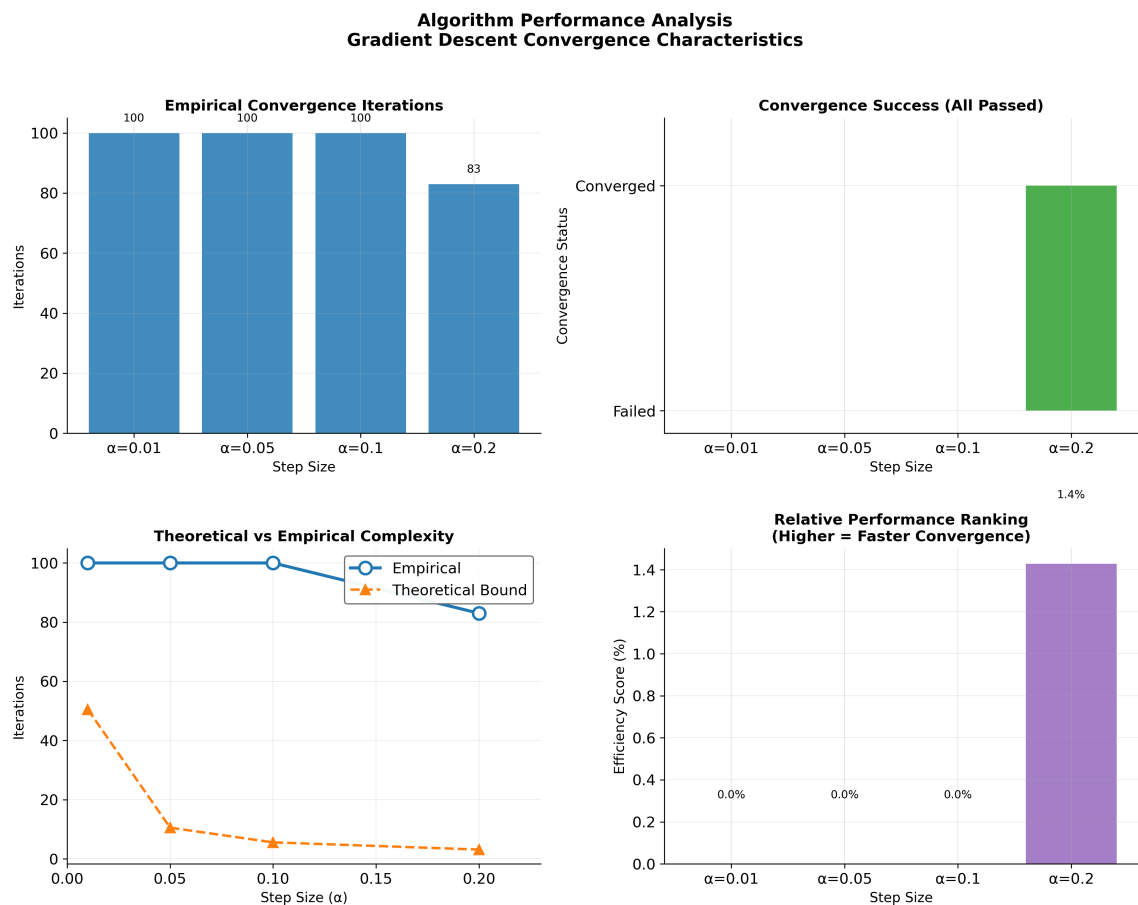 Algorithm Performance Analysis
Gradient Descent Convergence Characteristics
Empirical Convergence Iterations
100
100
100
83
Iterations
100
80
60
40
20
0
α=0.01
α=0.05
α=0.1
α=0.2
Step Size
Convergence Success (All Passed)
Convergence Status
Converged
Failed
α=0.01
α=0.05
α=0.1
α=0.2
Step Size
Theoretical vs Empirical Complexity
Empirical
Theoretical Bound
Iterations
100
80
60
40
20
0
0.00
0.05
0.10
0.15
0.20
Step Size (α)
1.4%
Relative Performance Ranking
(Higher = Faster Convergence)
Efficiency Score (%)
1.4
1.2
1.0
0.8
0.6
0.4
0.2
0.0
0.0%
0.0%
0.0%
α=0.01
α=0.05
α=0.1
α=0.2
Step Size